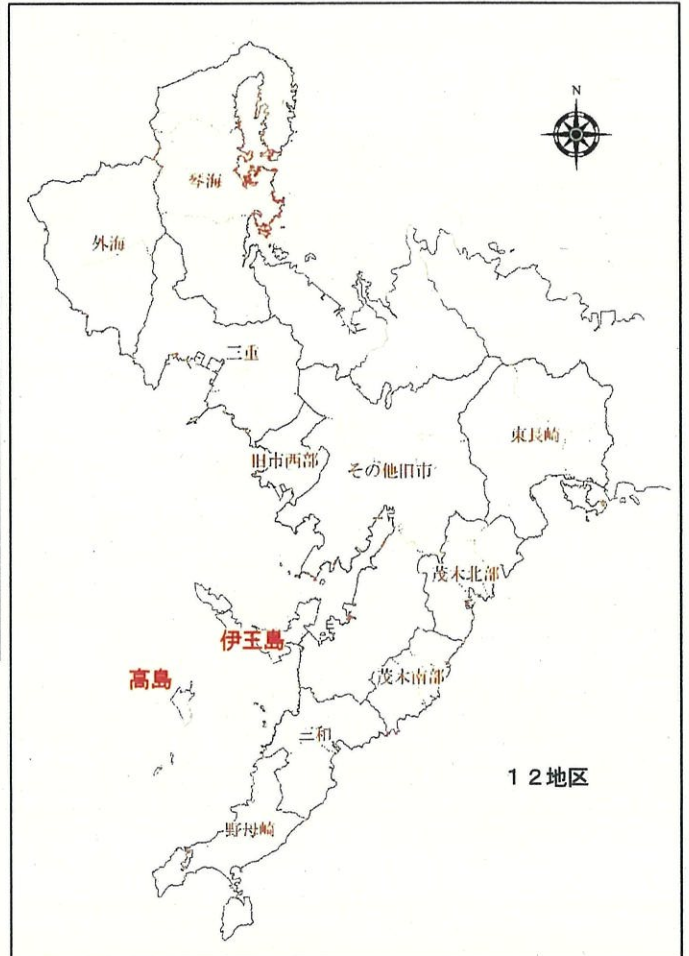 N
琴海
外海
三重
東長崎
旧市西部
その他旧市
茂木北部
伊王島
茂木南部
高島
三和
12地区
野母崎